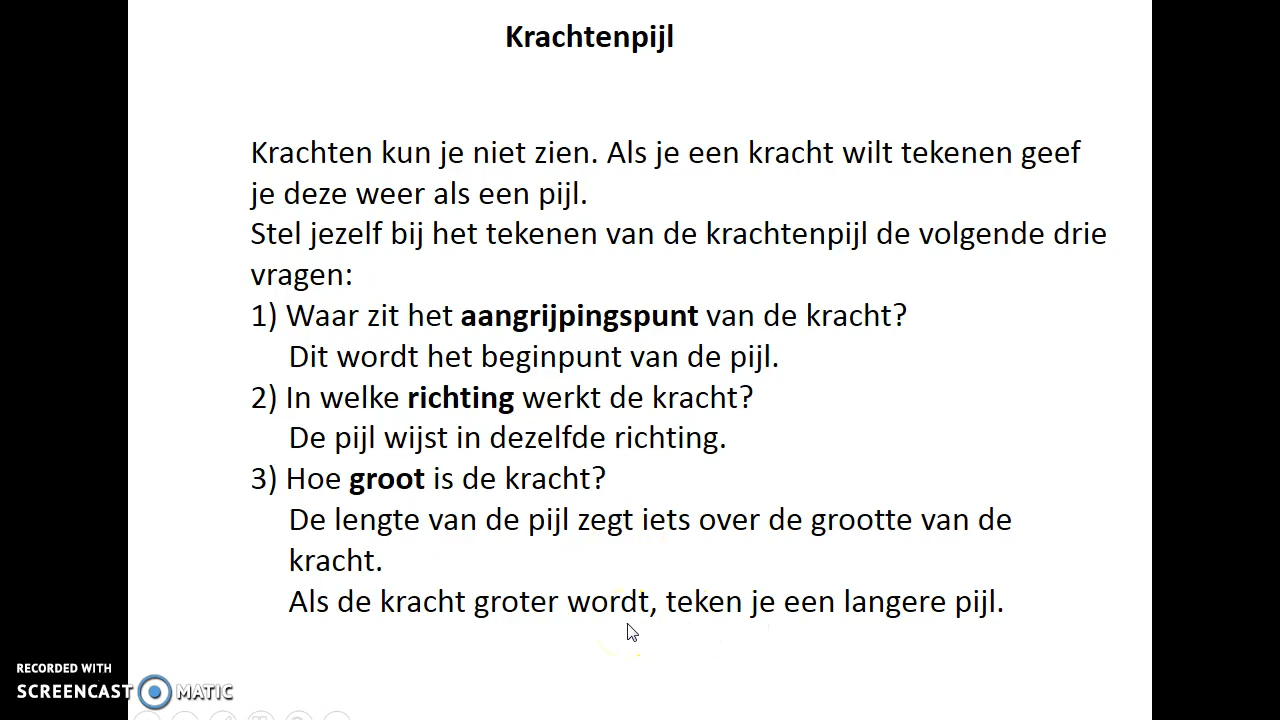 Krachtenpijl
Krachten kun je niet zien. Als je een kracht wilt tekenen geef
je deze weer als een pijl.
Stel jezelf bij het tekenen van de krachtenpijl de volgende drie
vragen:
1) Waar zit het aangrijpingspunt van de kracht?
Dit wordt het beginpunt van de pijl.
2) In welke richting werkt de kracht?
De pijl wijst in dezelfde richting.
3) Hoe groot is de kracht?
De lengte van de pijl zegt iets over de grootte van de
kracht.
Als de kracht groter wordt, teken je een langere pijl.
RECORDED WITH
SCREENCAST MATIC